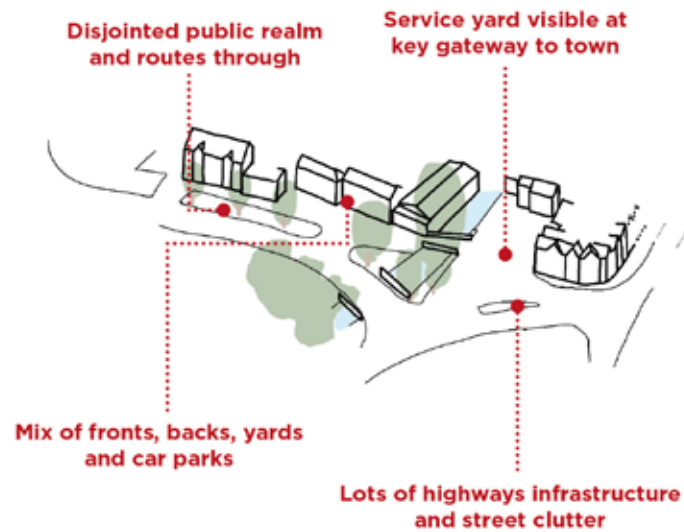 Disjointed public realm
and routes through
Service yard visible at
key gateway to town
Mix of fronts, backs, yards
and car parks
Lots of highways infrastructure
and street clutter